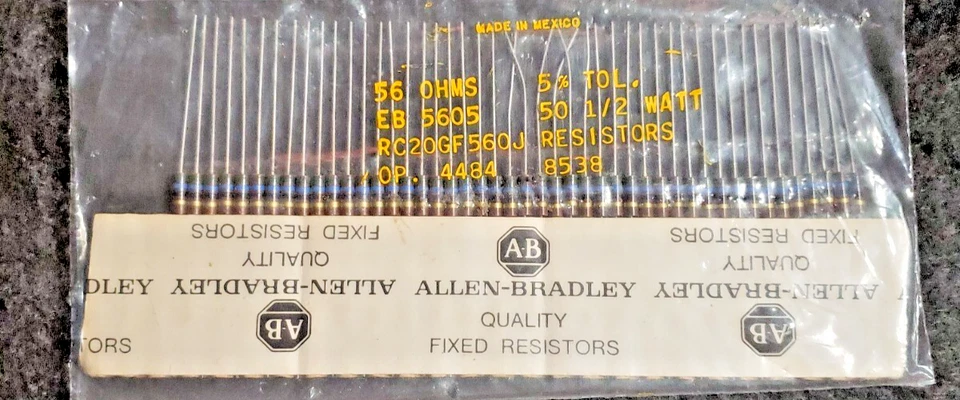 MADE IN MEXICO
56 OHMS 5% TOL.
EB 5605 50 1/2 WATT
RC20GF560J RESISTORS
OP. 4484 8538
FIXED RESISTORS
QUALITY
ALLEN-BRADLEY
AB
A-B
ALLEN-BRADLEY
QUALITY
FIXED RESISTORS
FIXED RESISTORS
QUALITY
ALLEN-BRADLEY
AB
DLEY
TORS
Y